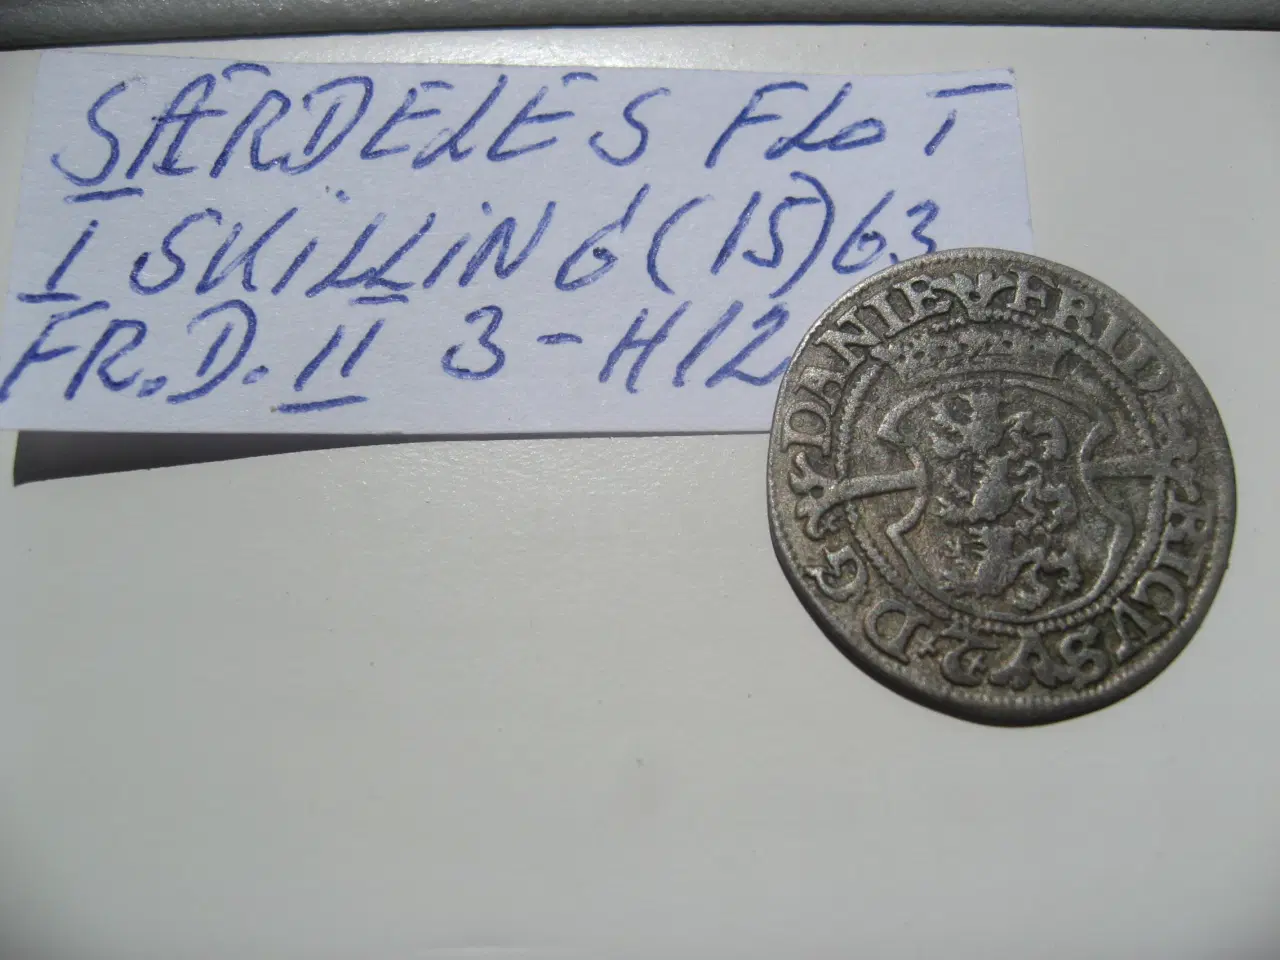 SÆRDELES FLOT
1 SKILLING (15)63
FR.D. II 3-H12
FRIDERICVS 2 D G DANIE